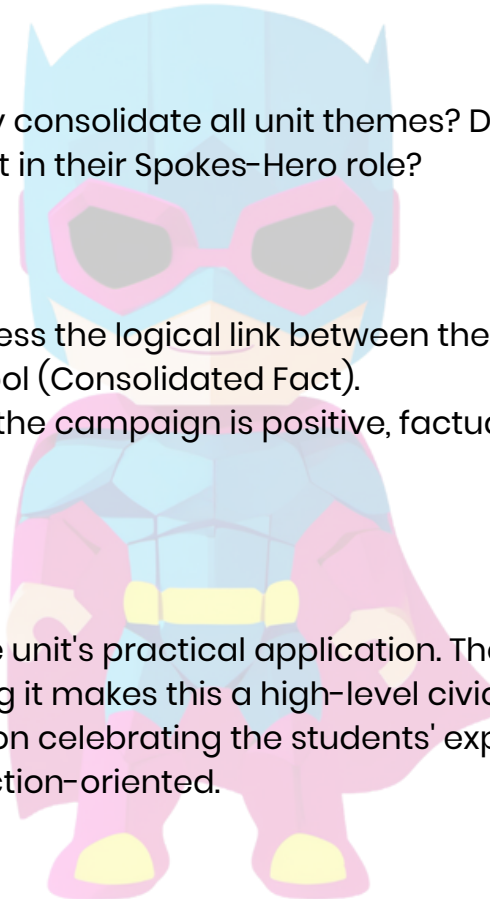 consolidate all unit themes? D
t in their Spokes-Hero role?
ess the logical link between the
ol (Consolidated Fact).
the campaign is positive, factu
unit's practical application. Th
g it makes this a high-level civi
on celebrating the students' exp
ction-oriented.